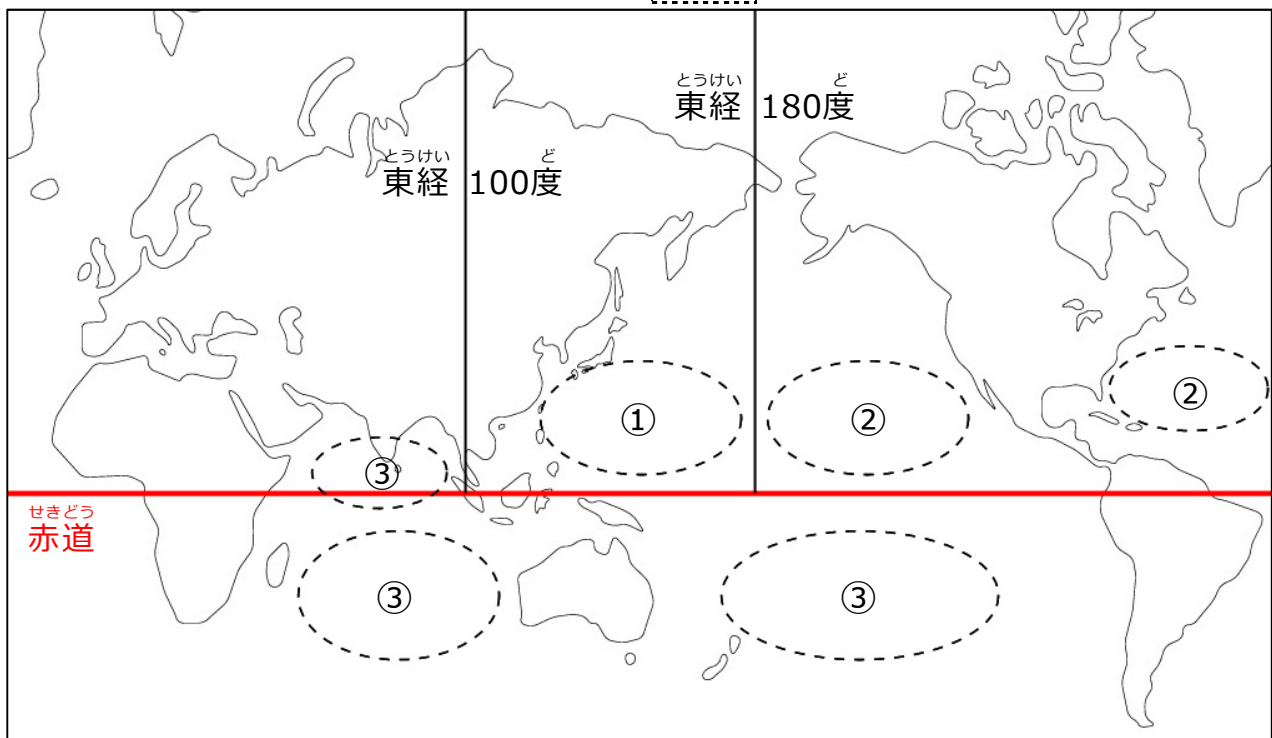 とうけい ど
東経 180度
とうけい ど
東経 100度
① ② ②
③
せきどう
赤道
③ ③